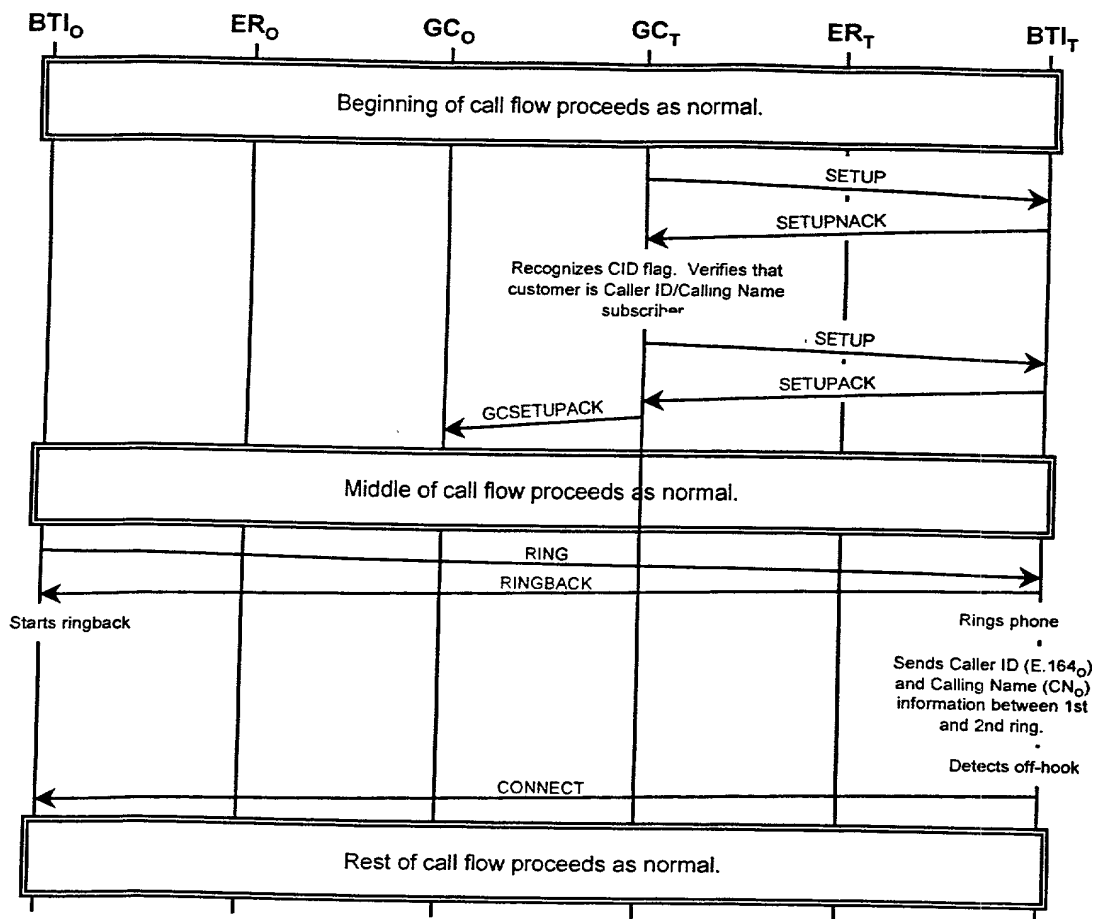 BTIO ERO GCO GCT ERT BTIT
Beginning of call flow proceeds as normal.
SETUP
SETUPNACK
Recognizes CID flag. Verifies that
customer is Caller ID/Calling Name
subscriber
SETUP
SETUPACK
GCSETUPACK
Middle of call flow proceeds as normal.
RING
RINGBACK
Starts ringback
Rings phone
Sends Caller ID (E.164O)
and Calling Name (CNO)
information between 1st
and 2nd ring.
Detects off-hook
CONNECT
Rest of call flow proceeds as normal.